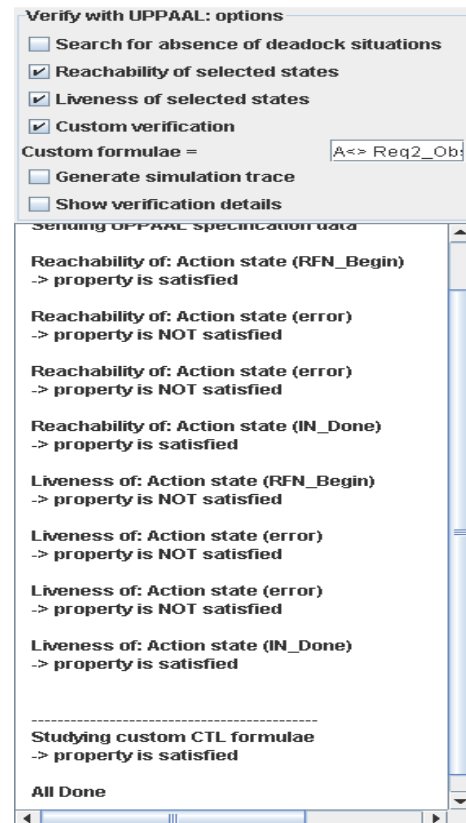 Verify with UPPAAL: options
Search for absence of deadock situations
Reachability of selected states
Liveness of selected states
Custom verification
Custom formulae = A<> Req2_Ob
Generate simulation trace
Show verification details
Sending UPPAAL specification data
Reachability of: Action state (RFN_Begin)
-> property is satisfied
Reachability of: Action state (error)
-> property is NOT satisfied
Reachability of: Action state (error)
-> property is NOT satisfied
Reachability of: Action state (IN_Done)
-> property is satisfied
Liveness of: Action state (RFN_Begin)
-> property is NOT satisfied
Liveness of: Action state (error)
-> property is NOT satisfied
Liveness of: Action state (error)
-> property is NOT satisfied
Liveness of: Action state (IN_Done)
-> property is satisfied
--------------------------------------------
Studying custom CTL formulae
-> property is satisfied
All Done